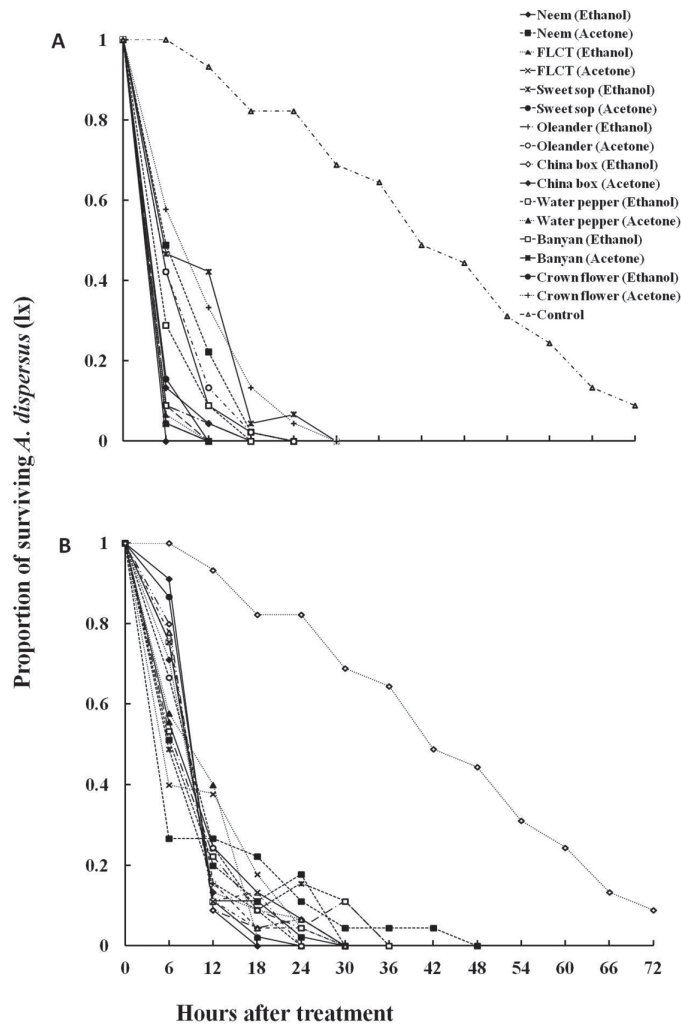 A
1
0.8
0.6
0.4
0.2
0
Neem (Ethanol)
Neem (Acetone)
FLCT (Ethanol)
FLCT (Acetone)
Sweet sop (Ethanol)
Sweet sop (Acetone)
Oleander (Ethanol)
Oleander (Acetone)
China box (Ethanol)
China box (Acetone)
Water pepper (Ethanol)
Water pepper (Acetone)
Banyan (Ethanol)
Banyan (Acetone)
Crown flower (Ethanol)
Crown flower (Acetone)
Control
Proportion of surviving A. dispersus (lx)
B
1
0.8
0.6
0.4
0.2
0
0 6 12 18 24 30 36 42 48 54 60 66 72
Hours after treatment